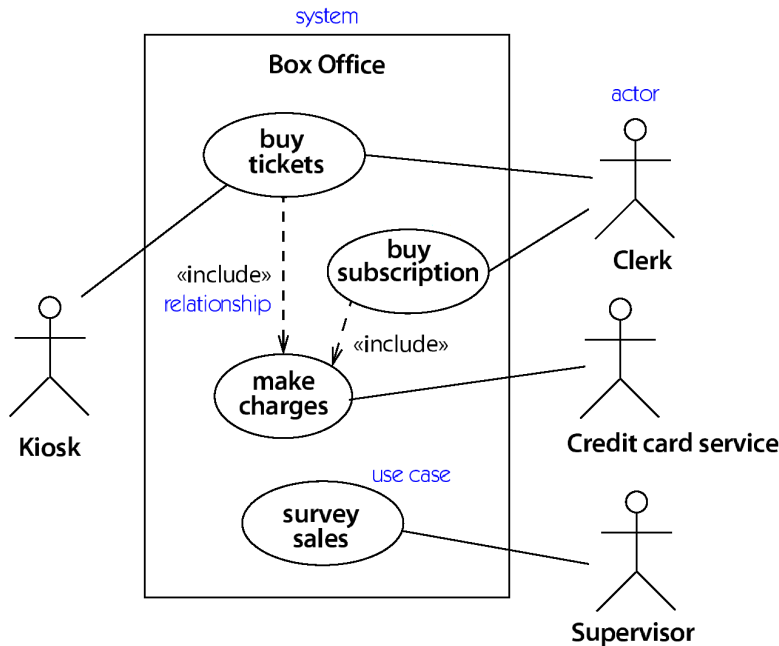 system
Box Office
actor
buy
tickets
buy
subscription
Clerk
«include»
relationship
«include»
make
charges
Kiosk
Credit card service
use case
survey
sales
Supervisor